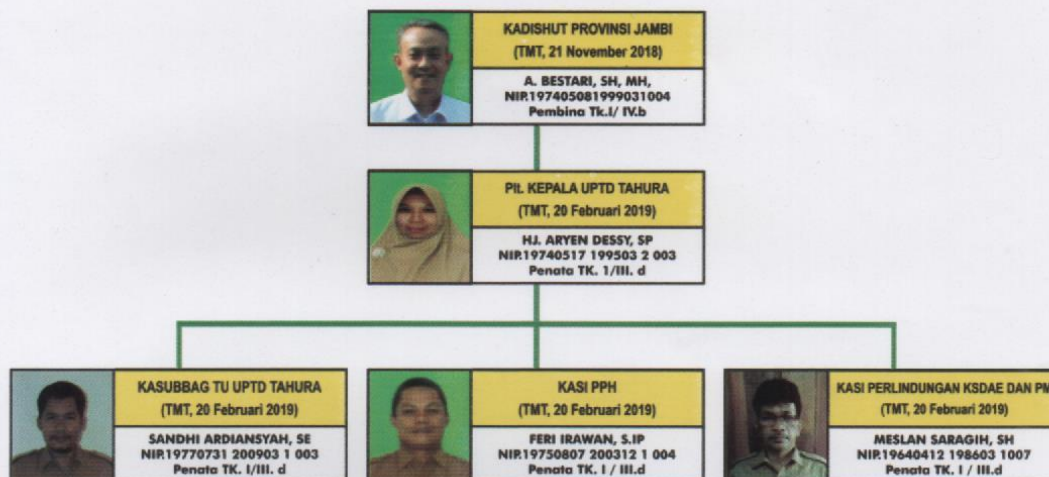 KADISHUT PROVINSI JAMBI
(TMT, 21 November 2018)
A. BESTARI, SH, MH,
NIP.197405081999031004
Pembina Tk.I/ IV.b
Plt. KEPALA UPTD TAHURA
(TMT, 20 Februari 2019)
HJ. ARYEN DESSY, SP
NIP.19740517 199503 2 003
Penata TK. 1/III. d
KASUBBAG TU UPTD TAHURA
(TMT, 20 Februari 2019)
SANDHI ARDIANSYAH, SE
NIP.19770731 200903 1 003
Penata TK. I/III. d
KASI PPH
(TMT, 20 Februari 2019)
FERI IRAWAN, S.IP
NIP.19750807 200312 1 004
Penata TK. I / III.d
KASI PERLINDUNGAN KSDAE DAN PM
(TMT, 20 Februari 2019)
MESLAN SARAGIH, SH
NIP.19640412 198603 1007
Penata TK. I / III.d